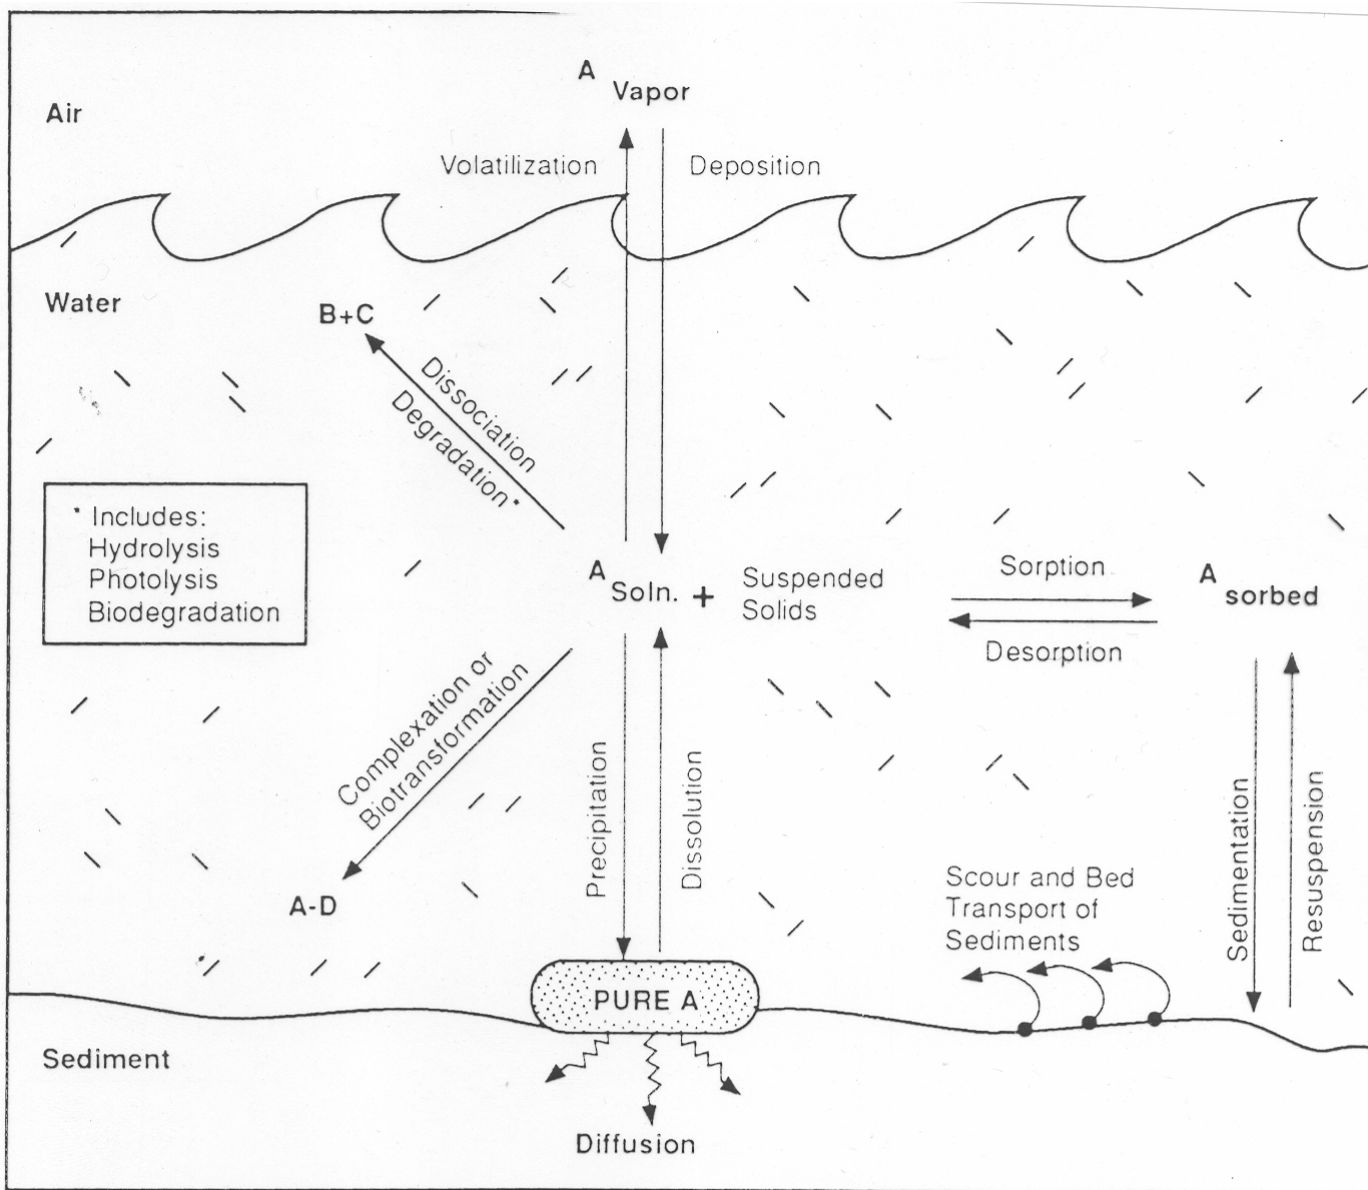 A
Vapor
Air
Volatilization
Deposition
Water
B+C
Dissociation
Degradation*
* Includes:
Hydrolysis
Photolysis
Biodegradation
A
Soln. +
Suspended
Solids
Sorption
Desorption
A
sorbed
Complexation or
Biotransformation
A-D
Precipitation
Dissolution
Scour and Bed
Transport of
Sediments
Sedimentation
Resuspension
PURE A
Sediment
Diffusion